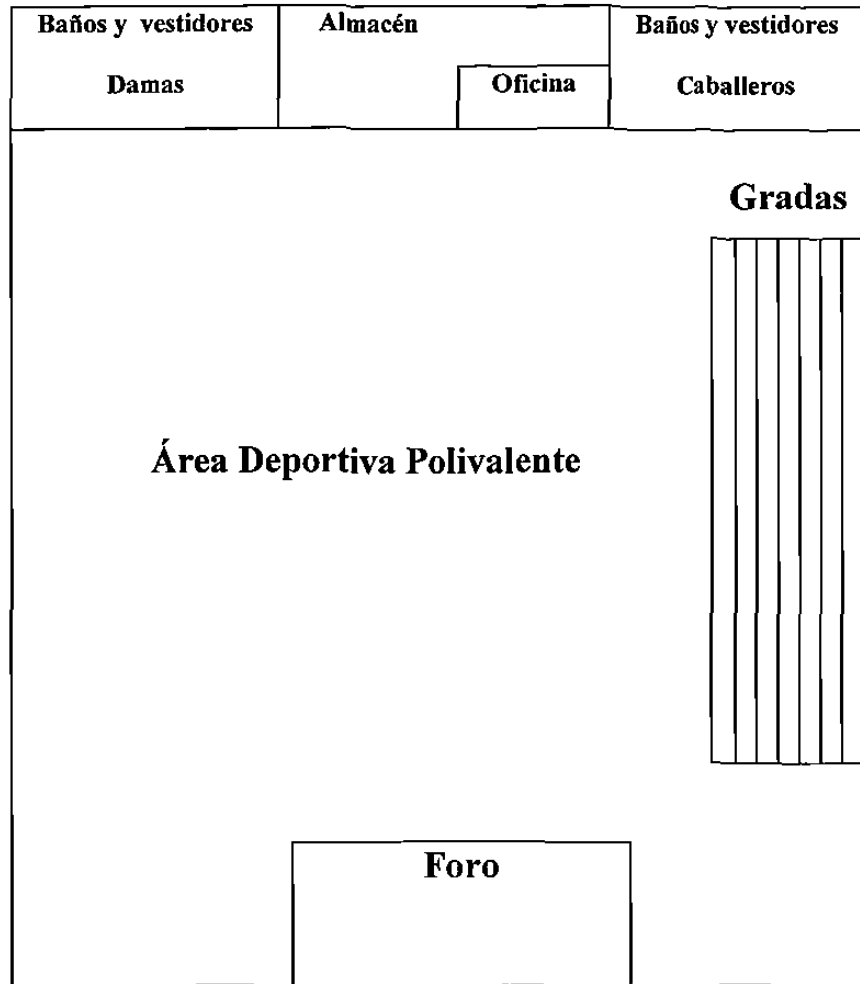 Baños y vestidores
Damas
Almacén
Oficina
Baños y vestidores
Caballeros
Gradas
Área Deportiva Polivalente
Foro